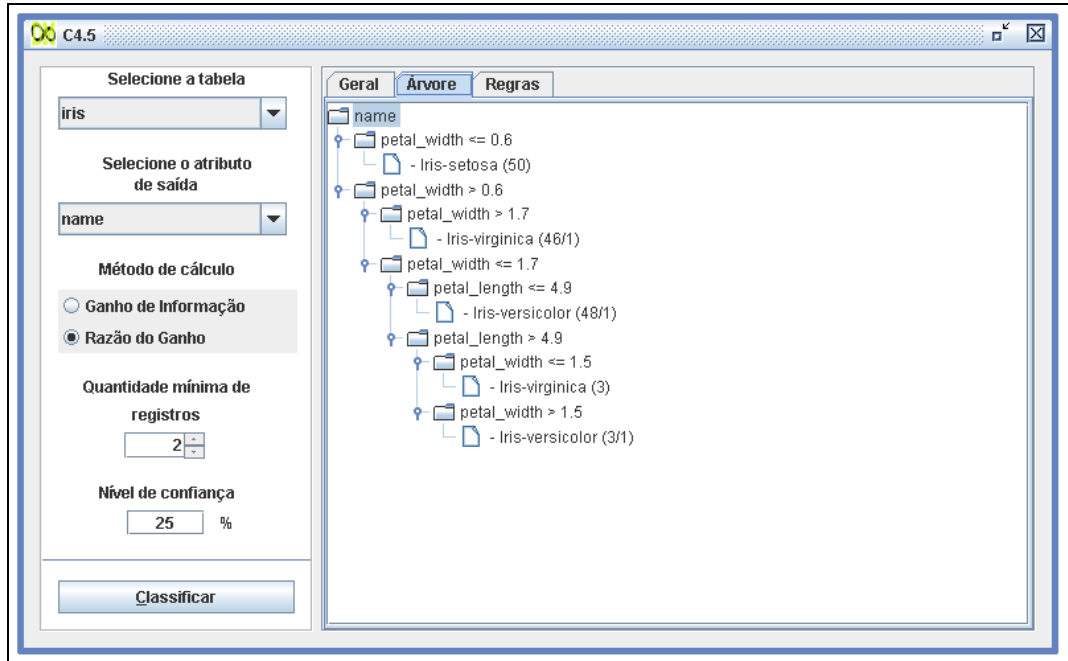 C4.5
Selecione a tabela
iris
Selecione o atributo
de saída
name
Método de cálculo
Ganho de Informação
Razão do Ganho
Quantidade mínima de
registros
2
Nível de confiança
25 %
Classificar
Geral Árvore Regras
name
petal_width <= 0.6
- Iris-setosa (50)
petal_width > 0.6
petal_width > 1.7
- Iris-virginica (46/1)
petal_width <= 1.7
petal_length <= 4.9
- Iris-versicolor (48/1)
petal_length > 4.9
petal_width <= 1.5
- Iris-virginica (3)
petal_width > 1.5
- Iris-versicolor (3/1)